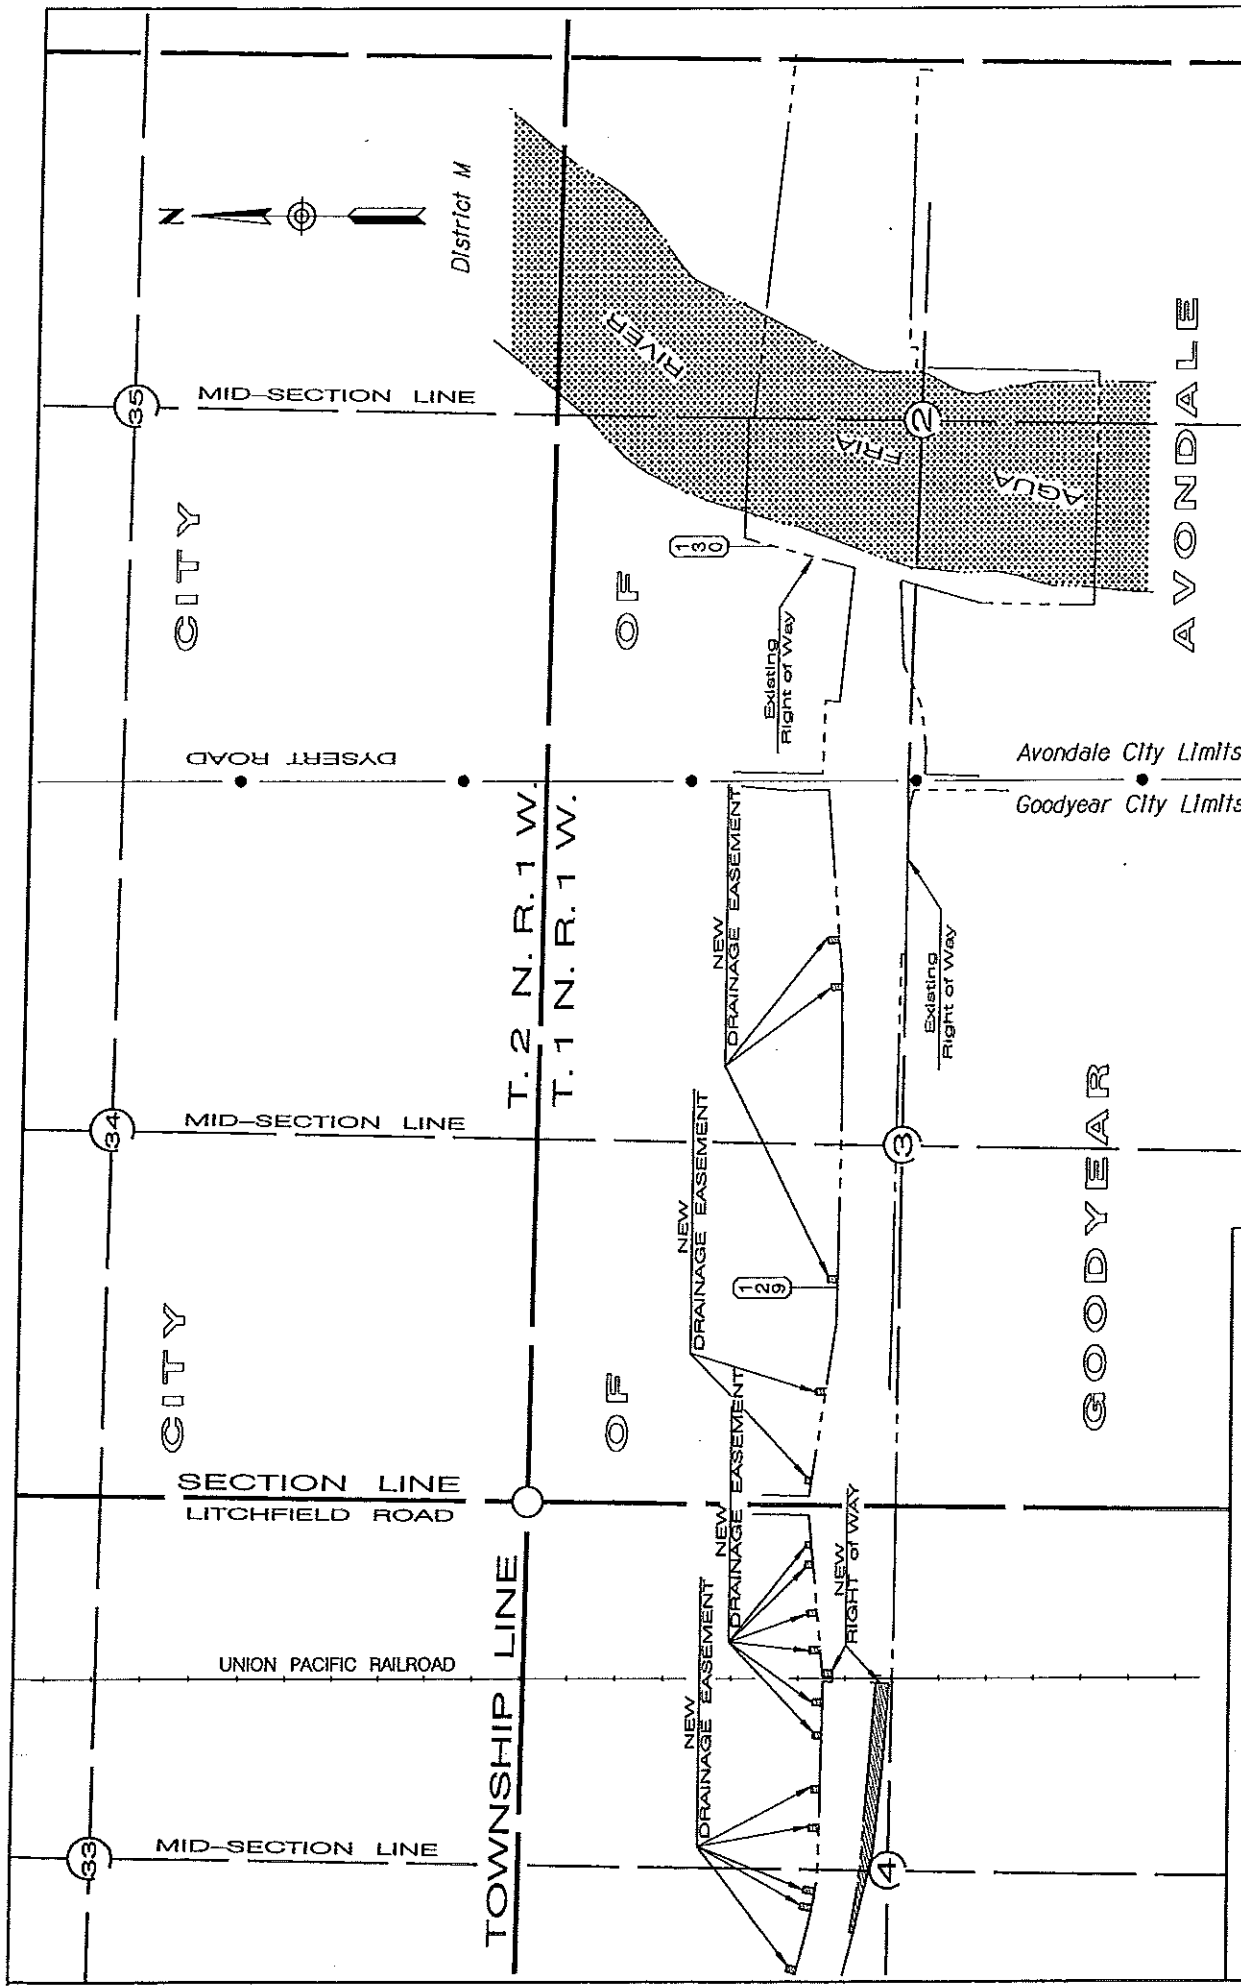 N
District M
35
MID-SECTION LINE
CITY
OF
AVONDALE
RIVER
FRIA
AGUA
2
130
Existing
Right of Way
DYSERT ROAD
Avondale City Limits
Goodyear City Limits
T. 2 N. R. 1 W.
T. 1 N. R. 1 W.
NEW
DRAINAGE EASEMENT
Existing
Right of Way
34
MID-SECTION LINE
3
NEW
DRAINAGE EASEMENT
129
CITY
OF
GOODYEAR
SECTION LINE
LITCHFIELD ROAD
NEW
DRAINAGE EASEMENT
NEW
RIGHT of WAY
UNION PACIFIC RAILROAD
TOWNSHIP LINE
NEW
DRAINAGE EASEMENT
33
MID-SECTION LINE
4